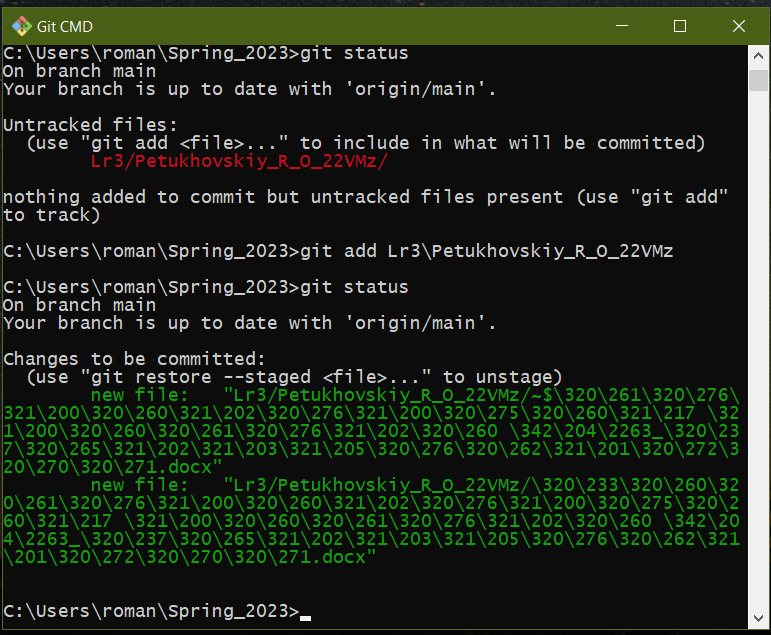 Git CMD
C:\Users\roman\Spring_2023>git status
On branch main
Your branch is up to date with 'origin/main'.
Untracked files:
(use "git add <file>..." to include in what will be committed)
Lr3/Petukhovskiy_R_O_22VMz/
nothing added to commit but untracked files present (use "git add"
to track)
C:\Users\roman\Spring_2023>git add Lr3\Petukhovskiy_R_O_22VMz
C:\Users\roman\Spring_2023>git status
On branch main
Your branch is up to date with 'origin/main'.
Changes to be committed:
(use "git restore --staged <file>..." to unstage)
new file:   "Lr3/Petukhovskiy_R_O_22VMz/~$\320\261\320\276\
321\200\320\260\321\202\320\276\321\200\320\275\320\260\321\217 \32
1\200\320\260\320\261\320\276\321\202\320\260 \342\204\2263_\320\23
7\320\265\321\202\321\203\321\205\320\276\320\262\321\201\320\272\3
20\270\320\271.docx"
new file:   "Lr3/Petukhovskiy_R_O_22VMz/\320\233\320\260\32
0\261\320\276\321\200\320\260\321\202\320\276\321\200\320\275\320\2
60\321\217 \321\200\320\260\320\261\320\276\321\202\320\260 \342\20
4\2263_\320\237\320\265\321\202\321\203\321\205\320\276\320\262\321
\201\320\272\320\270\320\271.docx"
C:\Users\roman\Spring_2023>